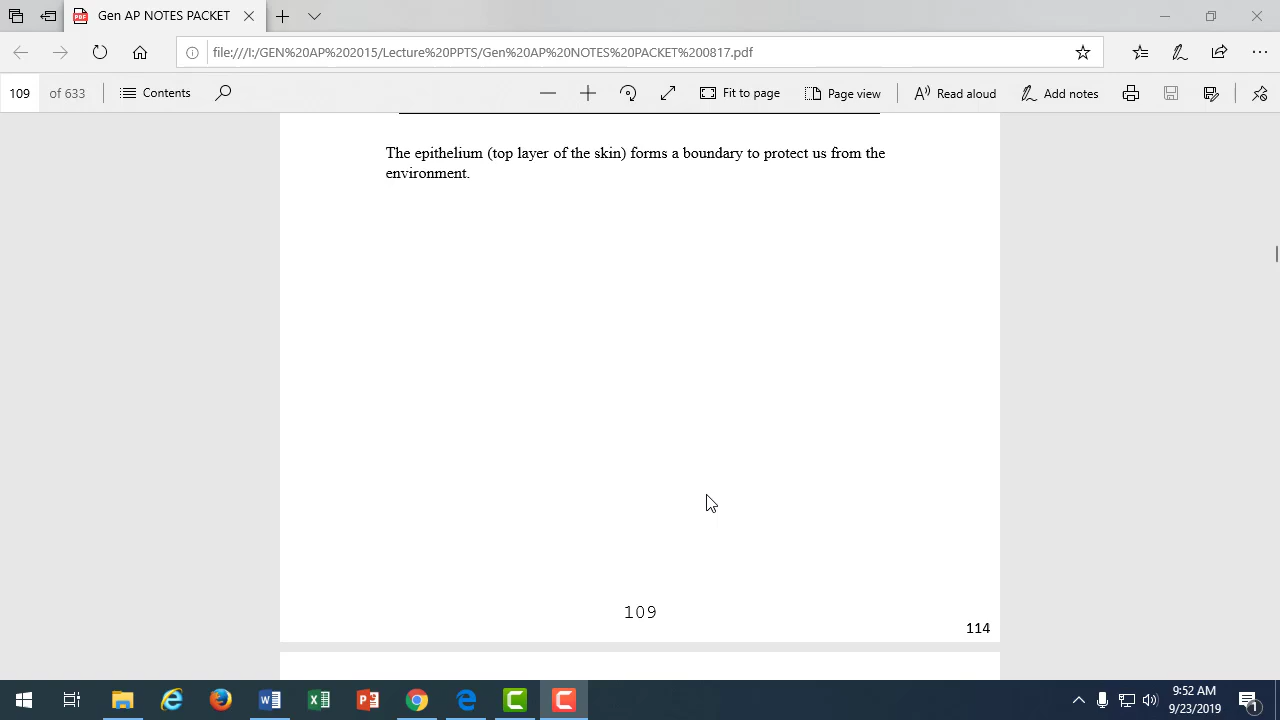 Gen AP NOTES PACKET
file:///I:/GEN%20AP%202015/Lecture%20PPTS/Gen%20AP%20NOTES%20PACKET%200817.pdf
109 of 633 Contents Fit to page Page view Read aloud Add notes
The epithelium (top layer of the skin) forms a boundary to protect us from the
environment.
109
114
9:52 AM
9/23/2019
1